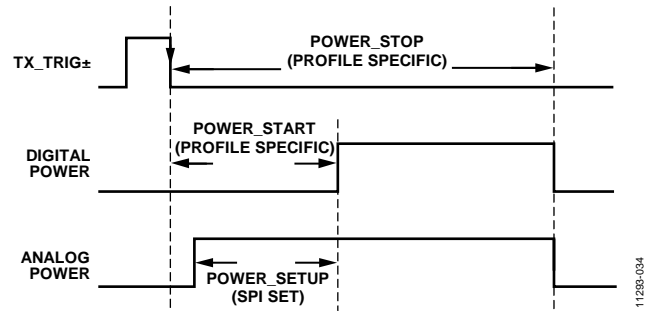 TX_TRIG±
POWER_STOP
(PROFILE SPECIFIC)
POWER_START
(PROFILE SPECIFIC)
DIGITAL
POWER
ANALOG
POWER
POWER_SETUP
(SPI SET)
11293-034